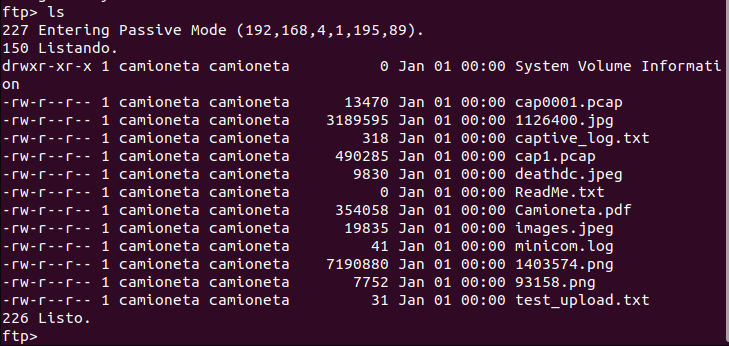 ftp> ls
227 Entering Passive Mode (192,168,4,1,195,89).
150 Listando.
drwxr-xr-x 1 camioneta camioneta           0 Jan 01 00:00 System Volume Informati
on
-rw-r--r-- 1 camioneta camioneta       13470 Jan 01 00:00 cap0001.pcap
-rw-r--r-- 1 camioneta camioneta     3189595 Jan 01 00:00 1126400.jpg
-rw-r--r-- 1 camioneta camioneta         318 Jan 01 00:00 captive_log.txt
-rw-r--r-- 1 camioneta camioneta      490285 Jan 01 00:00 cap1.pcap
-rw-r--r-- 1 camioneta camioneta        9830 Jan 01 00:00 deathdc.jpeg
-rw-r--r-- 1 camioneta camioneta           0 Jan 01 00:00 ReadMe.txt
-rw-r--r-- 1 camioneta camioneta      354058 Jan 01 00:00 Camioneta.pdf
-rw-r--r-- 1 camioneta camioneta       19835 Jan 01 00:00 images.jpeg
-rw-r--r-- 1 camioneta camioneta          41 Jan 01 00:00 minicom.log
-rw-r--r-- 1 camioneta camioneta     7190880 Jan 01 00:00 1403574.png
-rw-r--r-- 1 camioneta camioneta        7752 Jan 01 00:00 93158.png
-rw-r--r-- 1 camioneta camioneta          31 Jan 01 00:00 test_upload.txt
226 Listo.
ftp>